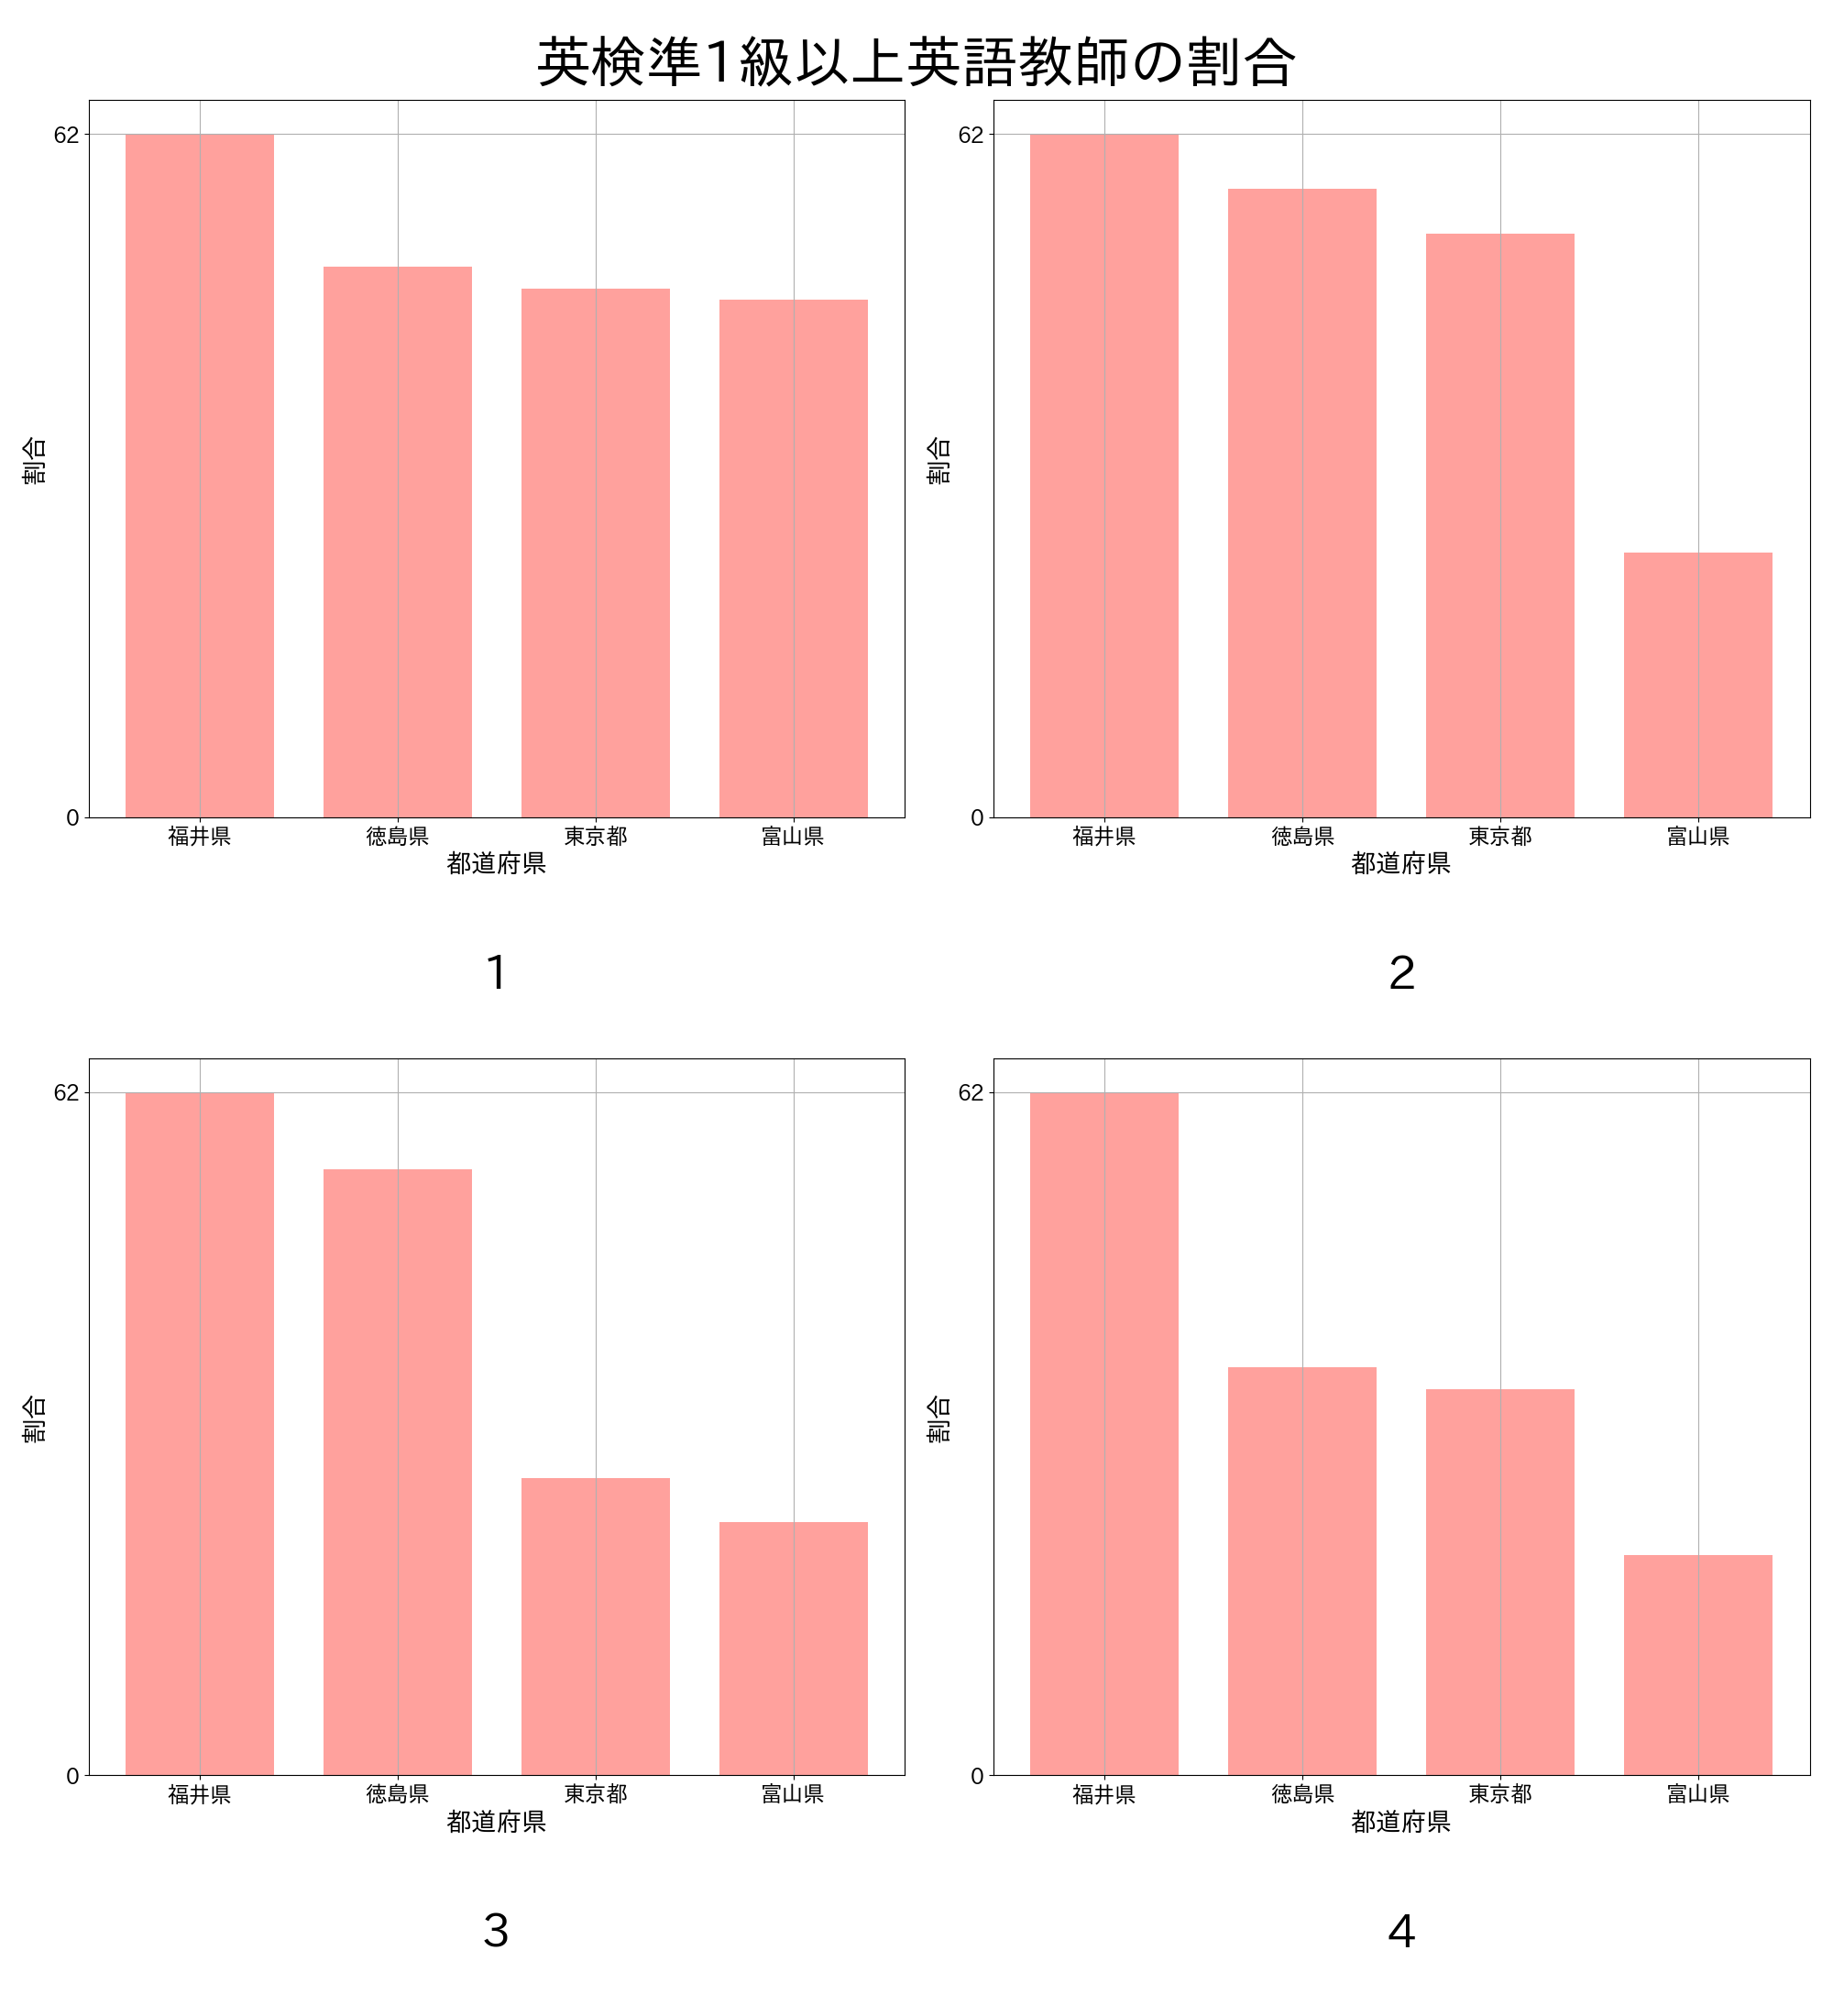 英検準1級以上英語教師の割合
62
0
割合
福井県 徳島県 東京都 富山県
都道府県
1
62
0
割合
福井県 徳島県 東京都 富山県
都道府県
2
62
0
割合
福井県 徳島県 東京都 富山県
都道府県
3
62
0
割合
福井県 徳島県 東京都 富山県
都道府県
4